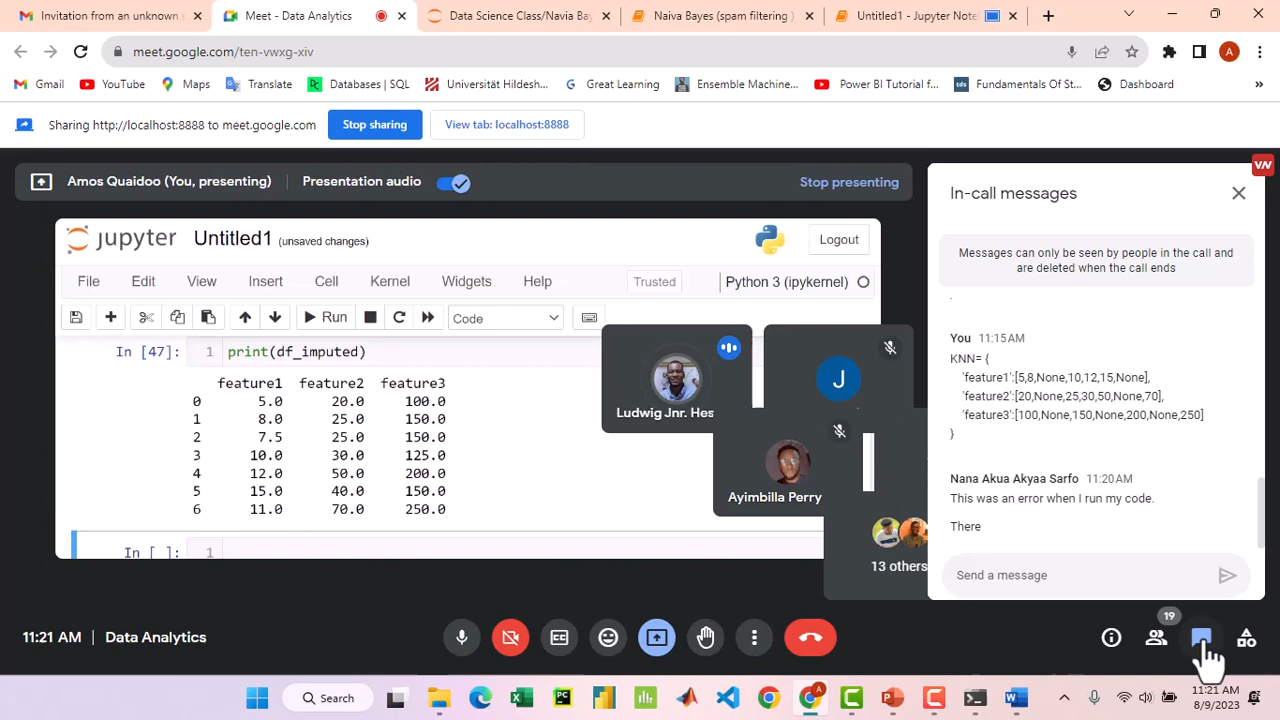 Invitation from an unknown s
Meet - Data Analytics
Data Science Class/Navia Bay
Naiva Bayes (spam filtering )
Untitled1 - Jupyter Note
meet.google.com/ten-vwxg-xiv
A
Gmail
YouTube
Maps
Translate
Databases | SQL
Universität Hildesh...
Great Learning
Ensemble Machine...
Power BI Tutorial f...
Fundamentals Of St...
Dashboard
Sharing http://localhost:8888 to meet.google.com
Stop sharing
View tab: localhost:8888
Amos Quaidoo (You, presenting)
Presentation audio
Stop presenting
jupyter Untitled1 (unsaved changes)
Logout
File Edit View Insert Cell Kernel Widgets Help
Trusted
Python 3 (ipykernel)
Run
Code
In [47]: 1 print(df_imputed)
feature1 feature2 feature3
0 5.0 20.0 100.0
1 8.0 25.0 150.0
2 7.5 25.0 150.0
3 10.0 30.0 125.0
4 12.0 50.0 200.0
5 15.0 40.0 150.0
6 11.0 70.0 250.0
In [ ]: 1
Ludwig Jnr. Hes
J
Ayimbilla Perry
13 others
In-call messages
Messages can only be seen by people in the call and
are deleted when the call ends
You 11:15AM
KNN= {
'feature1':[5,8,None,10,12,15,None],
'feature2':[20,None,25,30,50,None,70],
'feature3':[100,None,150,None,200,None,250]
}
Nana Akua Akyaa Sarfo 11:20AM
This was an error when I run my code.
There
Send a message
11:21 AM | Data Analytics
19
Search
11:21 AM
8/9/2023